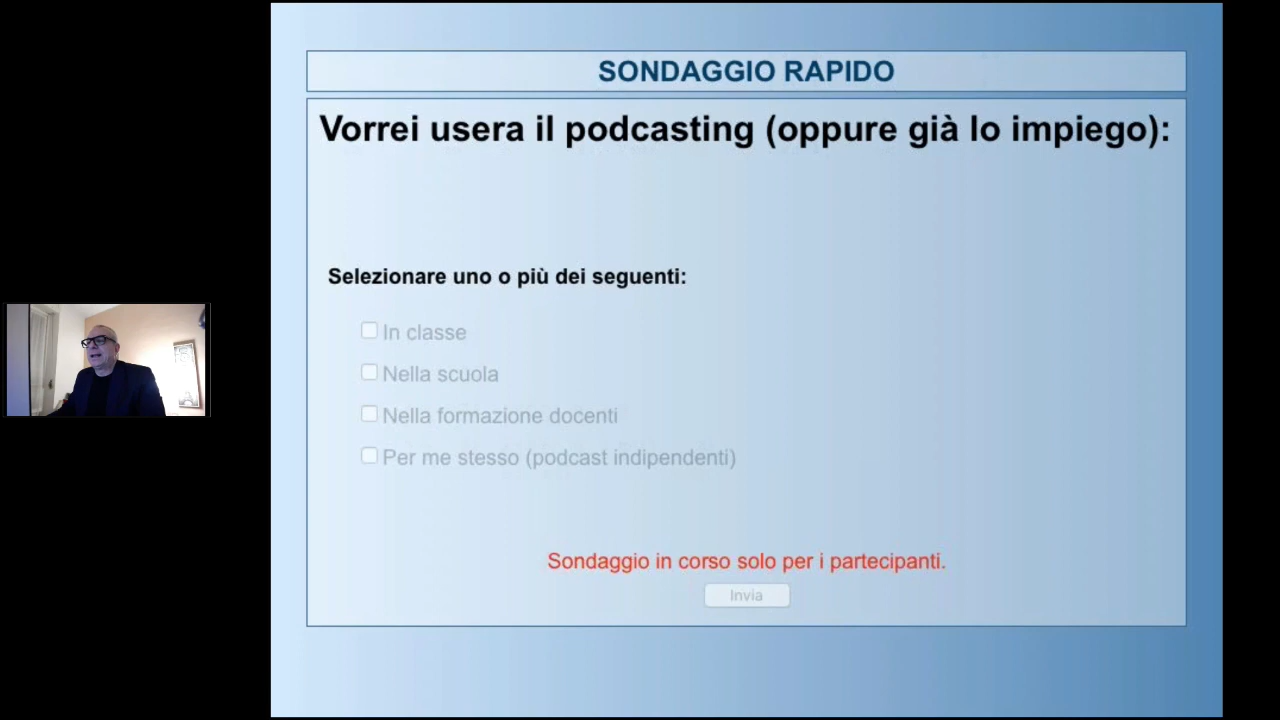 SONDAGGIO RAPIDO
Vorrei usera il podcasting (oppure già lo impiego):
Selezionare uno o più dei seguenti:
In classe
Nella scuola
Nella formazione docenti
Per me stesso (podcast indipendenti)
Sondaggio in corso solo per i partecipanti.
Invia